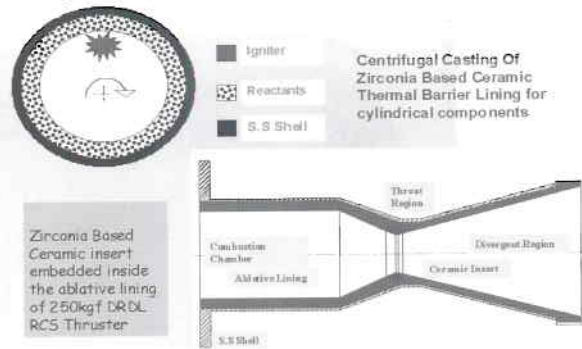 Igniter
Reactants
S.S Shell
Centrifugal Casting Of
Zirconia Based Ceramic
Thermal Barrier Lining for
cylindrical components
Zirconia Based
Ceramic insert
embedded inside
the ablative lining
of 250kgf DRDL
RCS Thruster
Throat
Region
Combustion
Chamber
Ablative Lining
Divergent Region
Ceramic Insert
S.S Shell